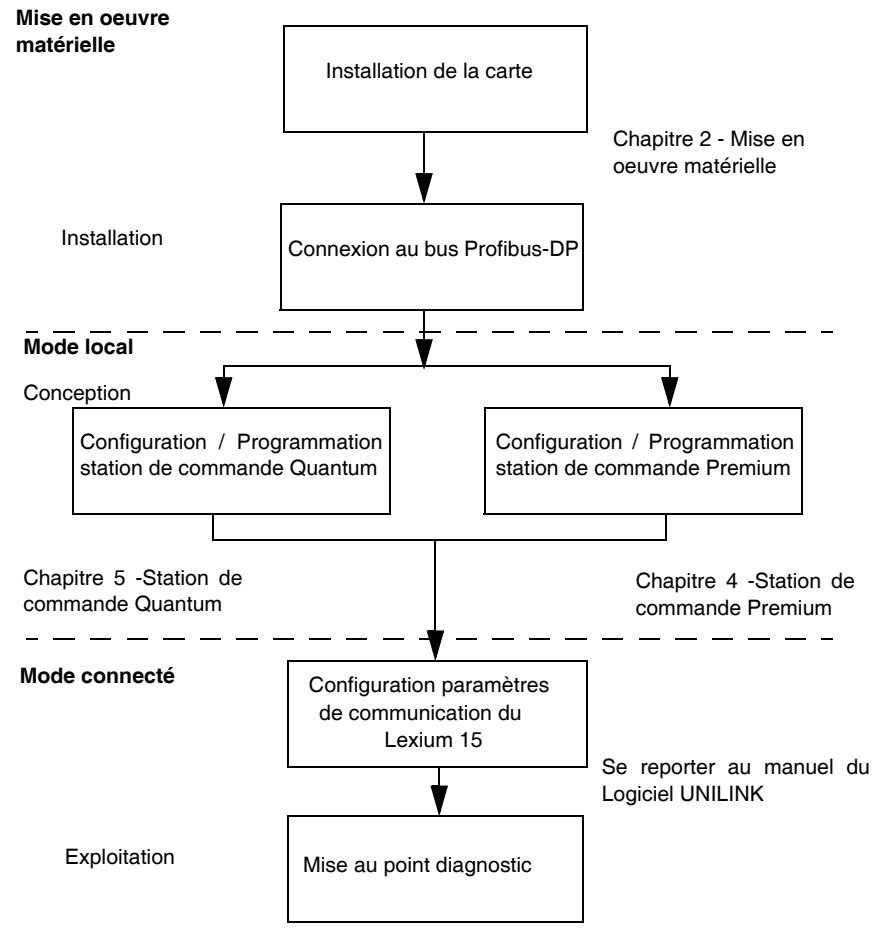 Mise en oeuvre
matérielle
Installation de la carte
Chapitre 2 - Mise en
oeuvre matérielle
Installation
Connexion au bus Profibus-DP
Mode local
Conception
Configuration / Programmation
station de commande Quantum
Configuration / Programmation
station de commande Premium
Chapitre 5 -Station de
commande Quantum
Chapitre 4 -Station de
commande Premium
Mode connecté
Configuration paramètres
de communication du
Lexium 15
Se reporter au manuel du
Logiciel UNILINK
Exploitation
Mise au point diagnostic